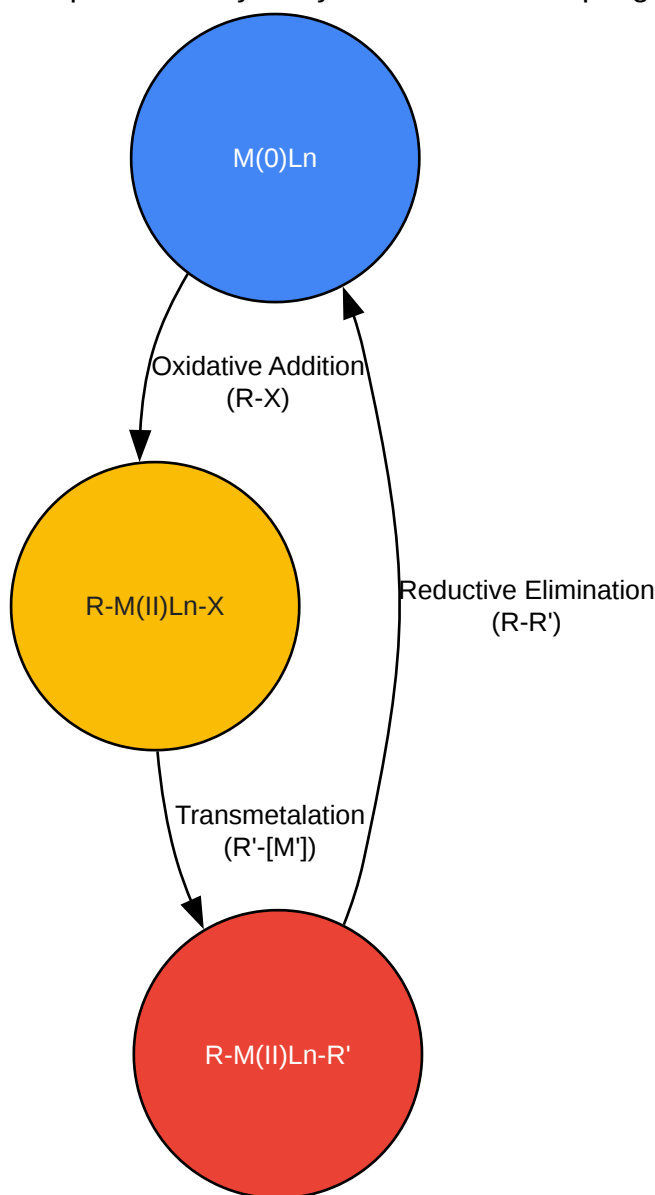 M(0)Ln
Oxidative Addition
(R-X)
R-M(II)Ln-X
Reductive Elimination
(R-R')
Transmetalation
(R'-[M'])
R-M(II)Ln-R'